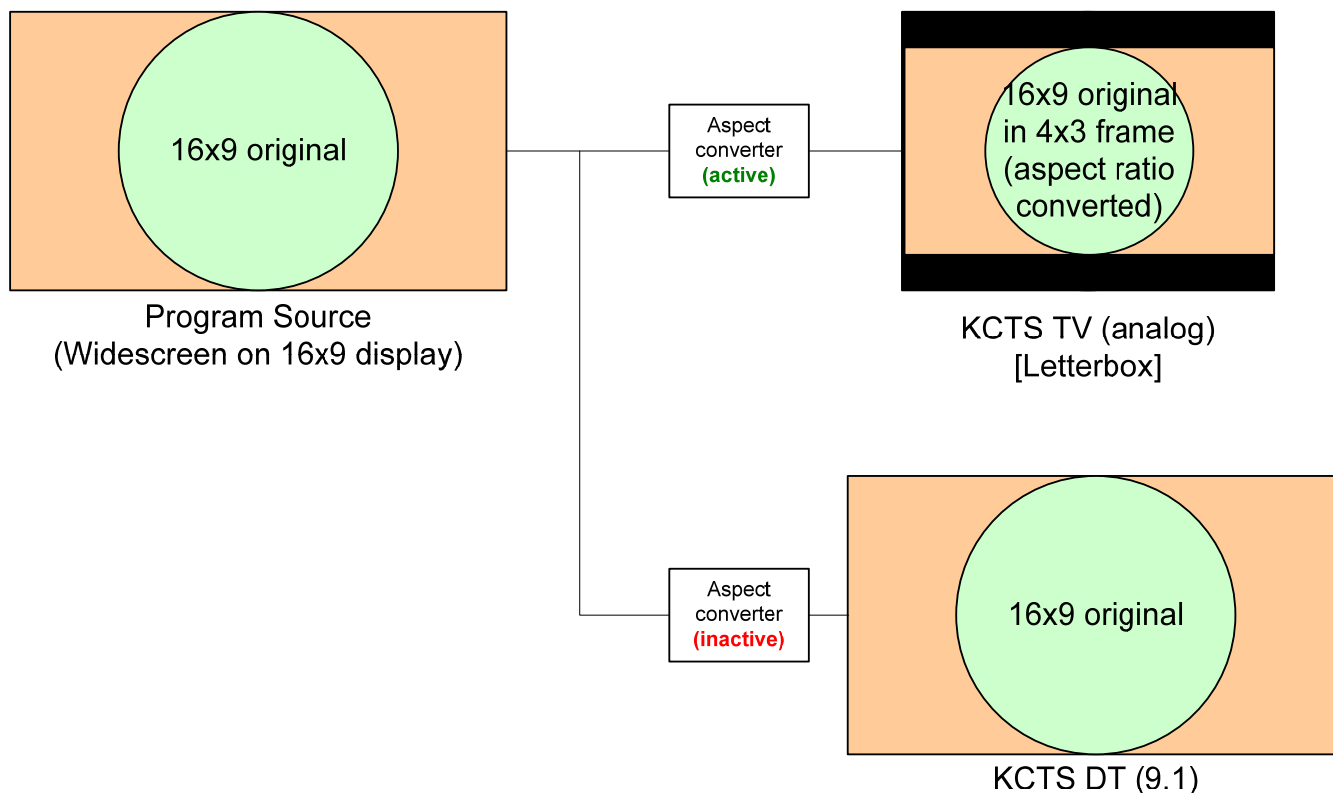 16x9 original
Program Source
(Widescreen on 16x9 display)
Aspect
converter
(active)
16x9 original
in 4x3 frame
(aspect ratio
converted)
KCTS TV (analog)
[Letterbox]
Aspect
converter
(inactive)
16x9 original
KCTS DT (9.1)